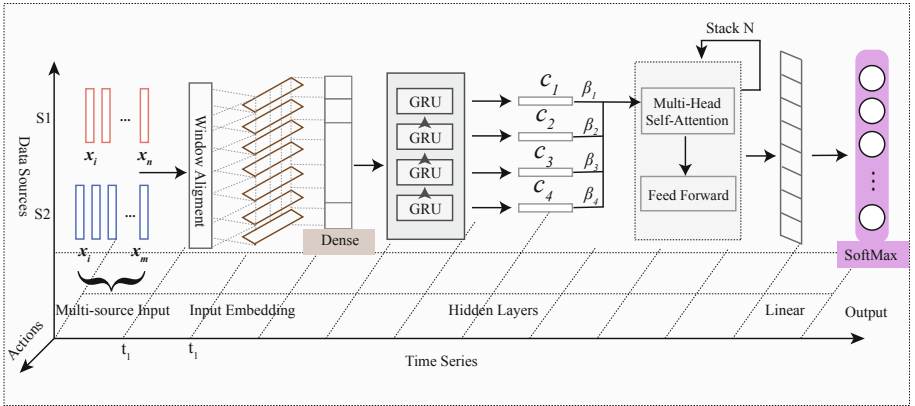 Stack N
S1
S2
Data Sources
x_i
...
x_n
x_i
...
x_m
Window Aligment
Dense
GRU
GRU
GRU
GRU
c_1
c_2
c_3
c_4
β_1
β_2
β_3
β_4
Multi-Head
Self-Attention
Feed Forward
SoftMax
Multi-source Input
Input Embedding
Hidden Layers
Linear
Output
Actions
t_1
t_1
Time Series